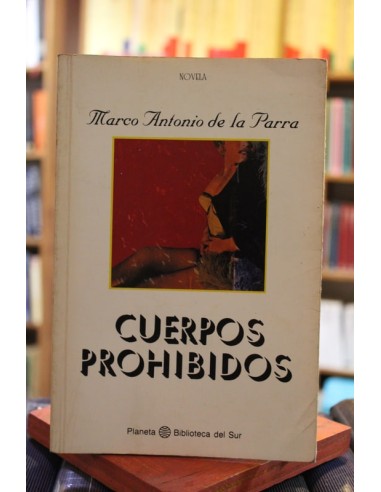 NOVELA
Marco Antonio de la Parra
CUERPOS
PROHIBIDOS
Planeta Biblioteca del Sur